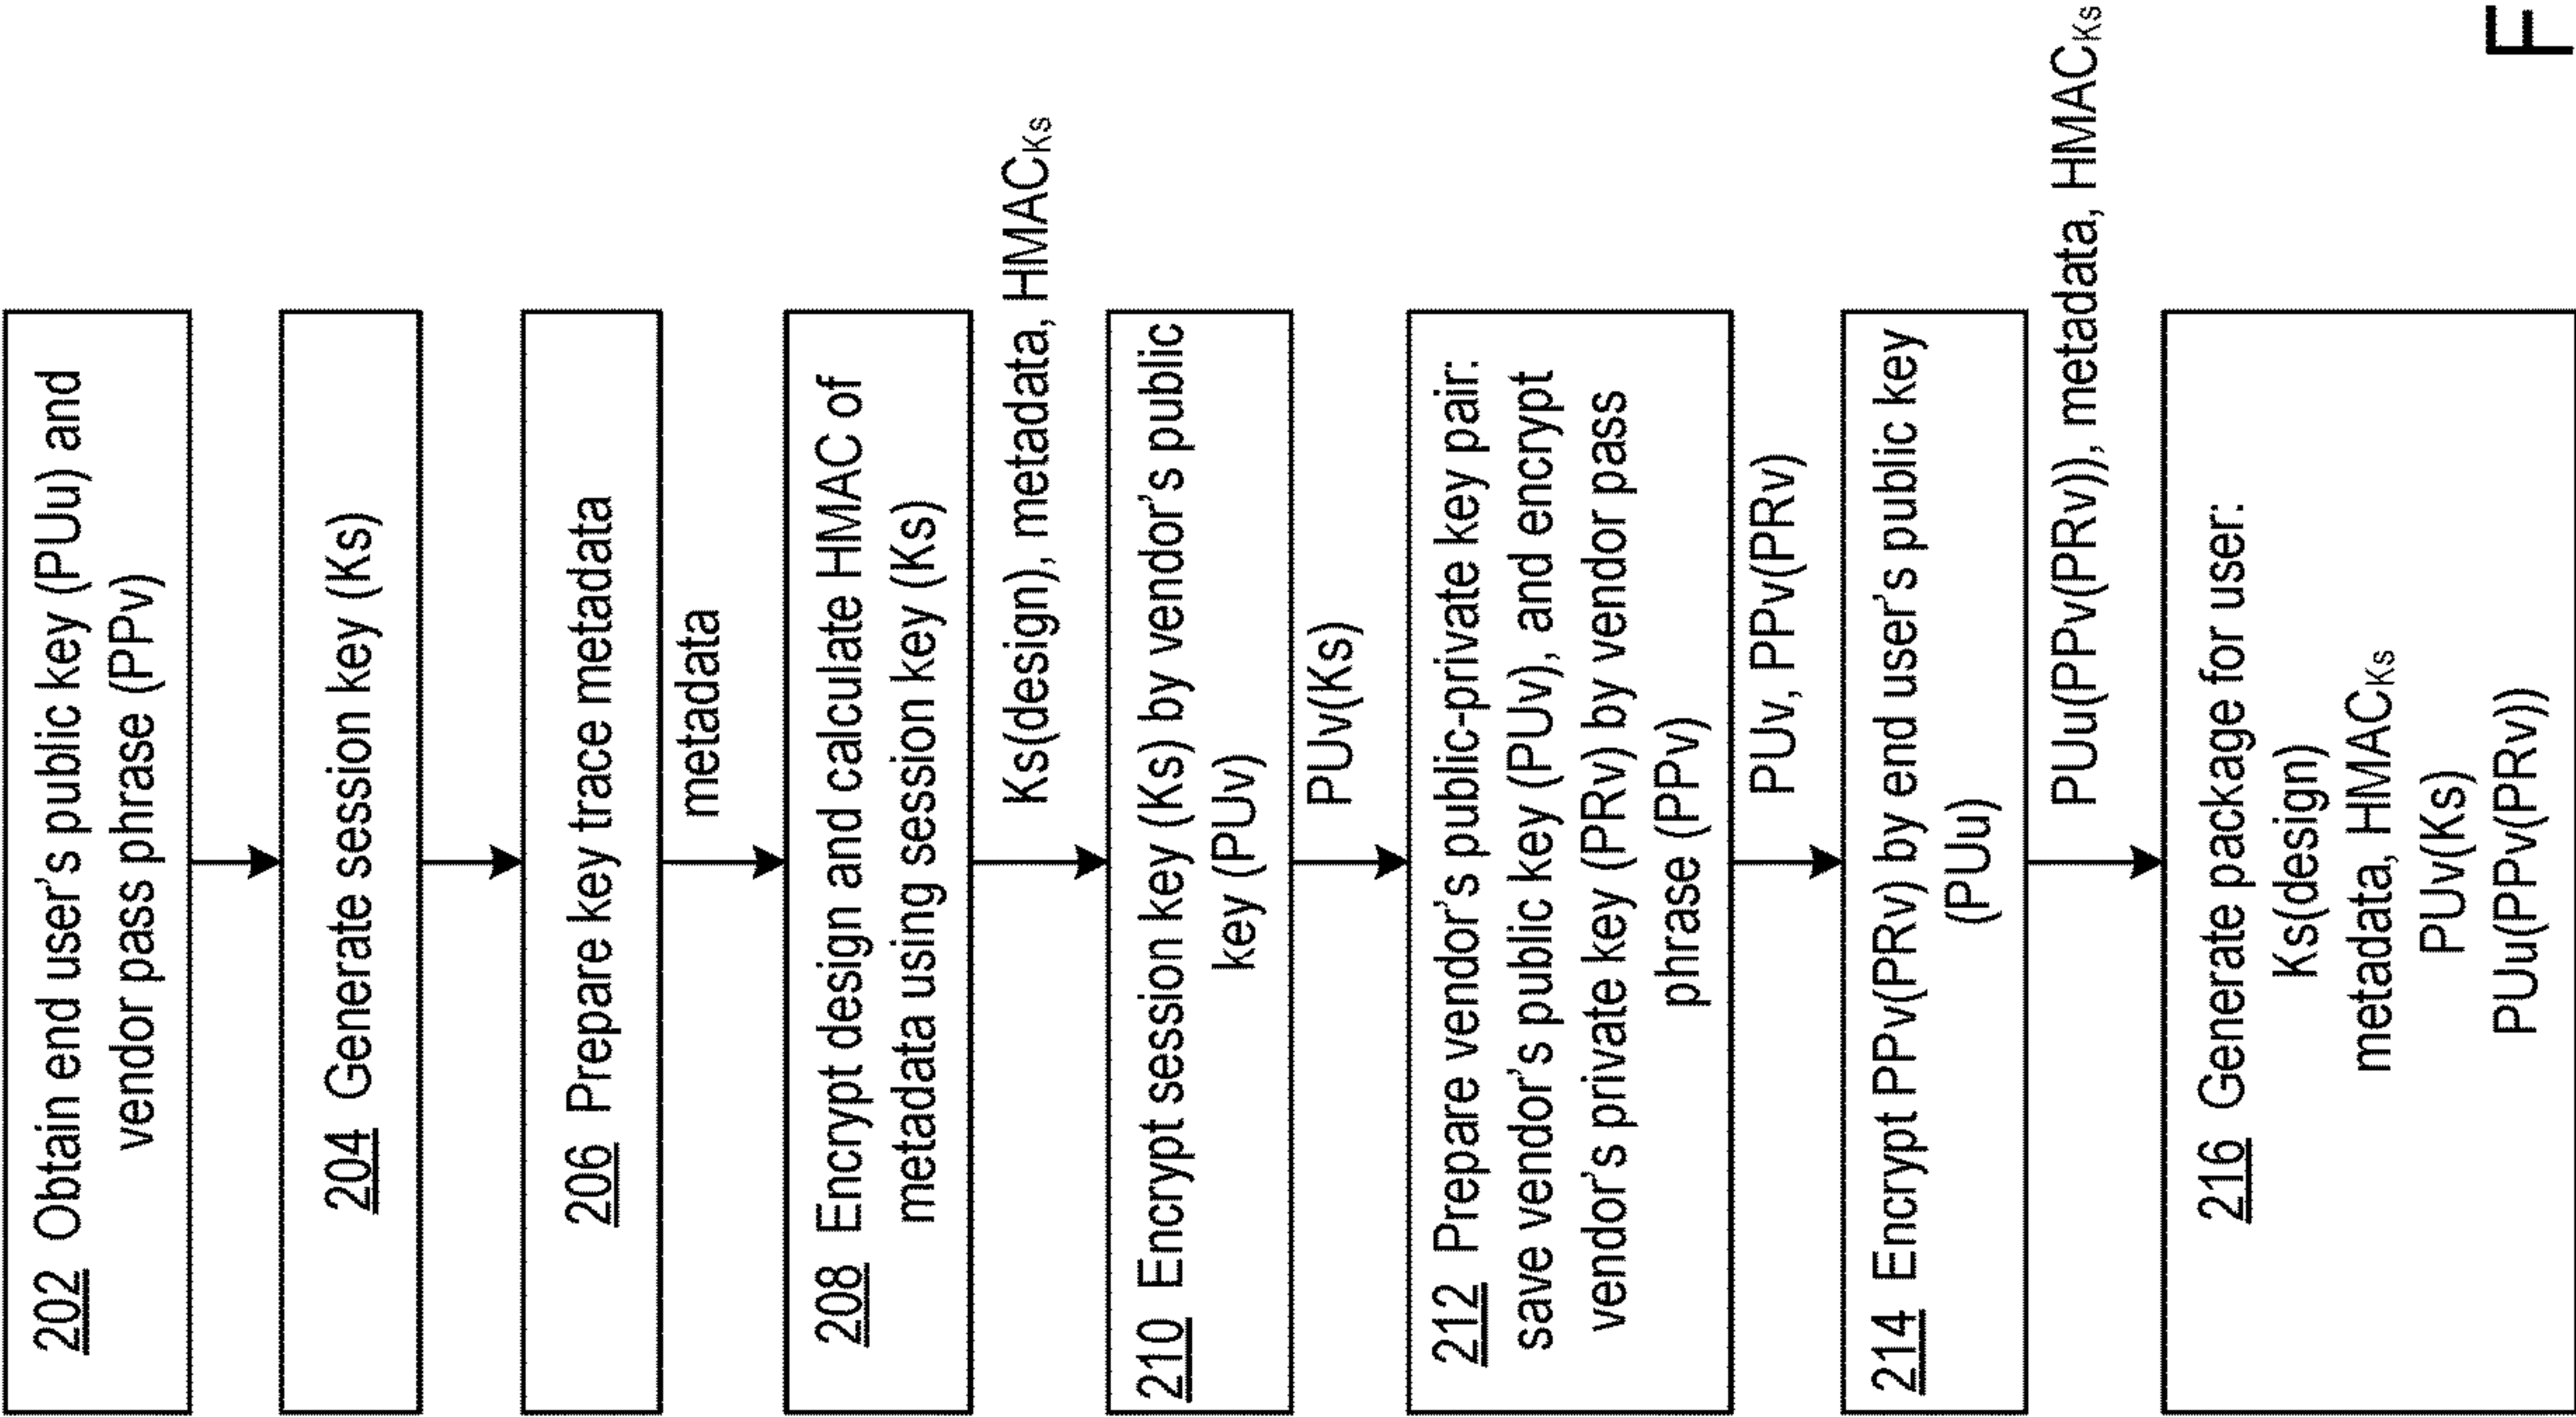 202 Obtain end user's public key (PUu) and
vendor pass phrase (PPv)
204 Generate session key (Ks)
206 Prepare key trace metadata
metadata
208 Encrypt design and calculate HMAC of
metadata using session key (Ks)
Ks(design), metadata, HMACKs
210 Encrypt session key (Ks) by vendor's public
key (PUv)
PUv(Ks)
212 Prepare vendor's public-private key pair:
save vendor's public key (PUv), and encrypt
vendor's private key (PRv) by vendor pass
phrase (PPv)
PUv, PPv(PRv)
214 Encrypt PPv(PRv) by end user's public key
(PUu)
PUu(PPv(PRv)), metadata, HMACKs
216 Generate package for user:
Ks(design)
metadata, HMACKs
PUv(Ks)
PUu(PPv(PRv))
F